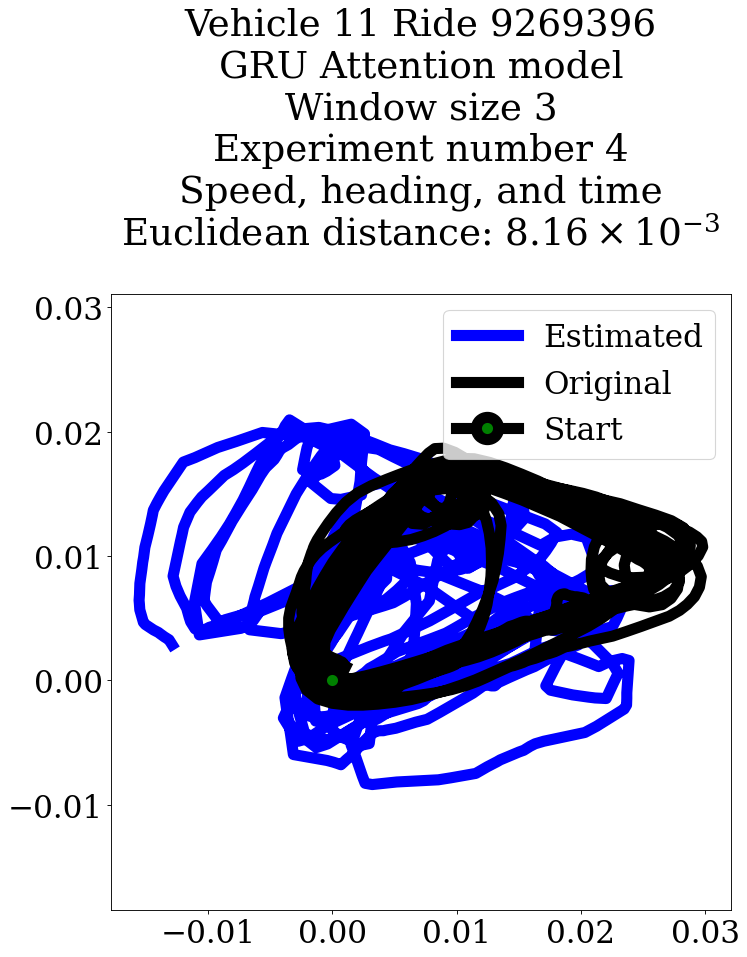 Vehicle 11 Ride 9269396
GRU Attention model
Window size 3
Experiment number 4
Speed, heading, and time
Euclidean distance: 8.16 × 10⁻³
0.03
0.02
0.01
0.00
−0.01
Estimated
Original
Start
−0.01 0.00 0.01 0.02 0.03